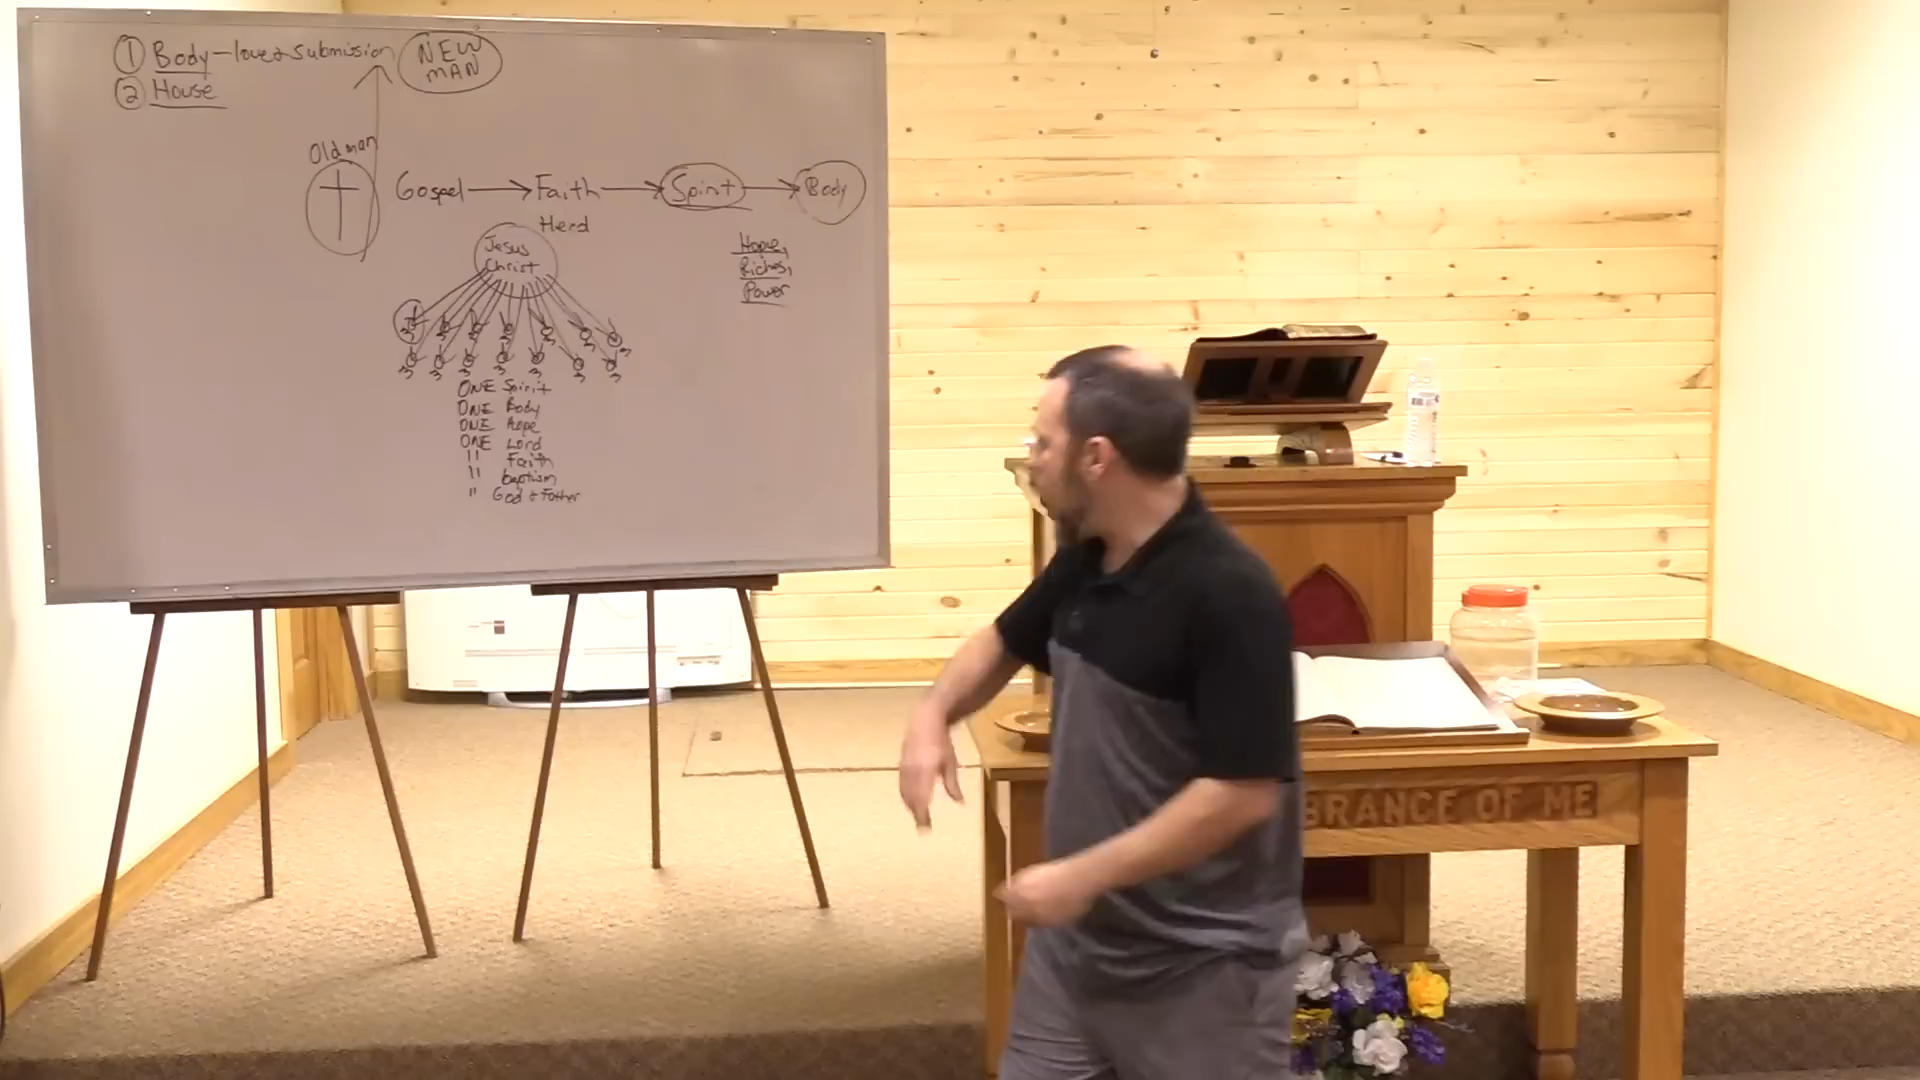 ① Body - love & submission
NEW
MAN
② House
Old man
Gospel → Faith → Spirit → Body
Head
Jesus
Christ
Hope,
Riches,
Power
ONE Spirit
ONE Body
ONE hope
ONE Lord
" Faith
" baptism
" God & Father
BRANCE OF ME